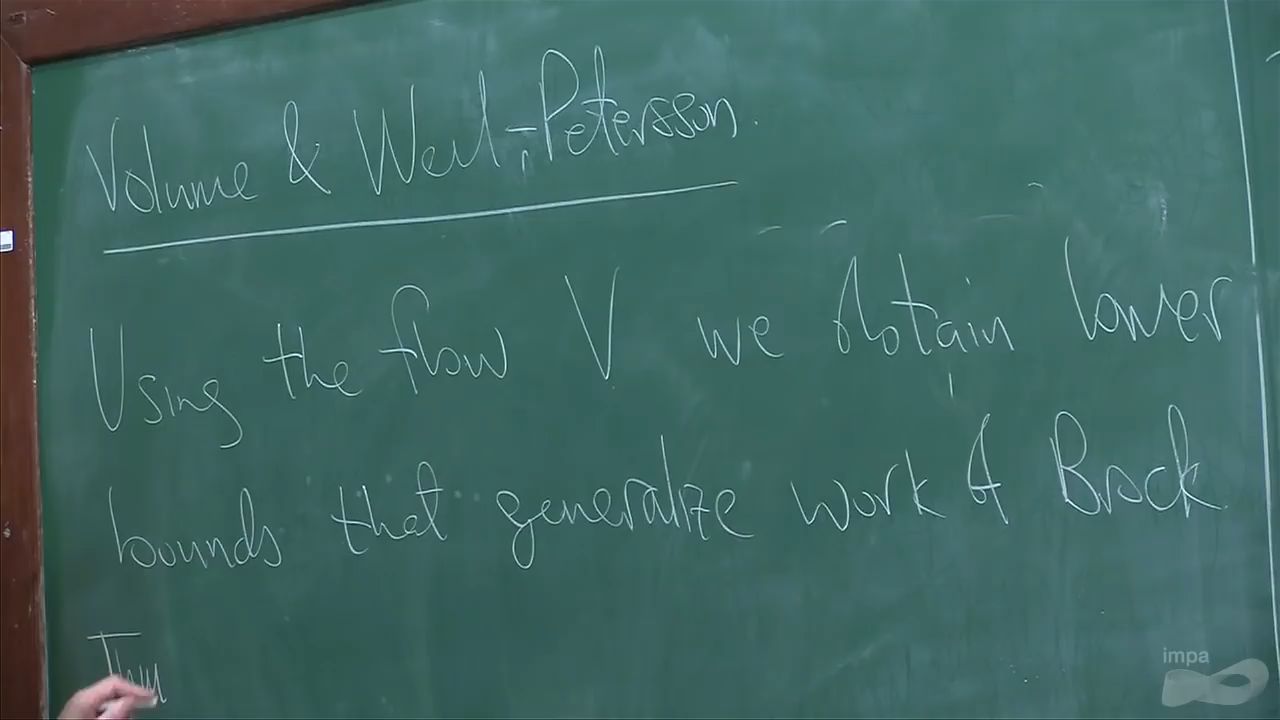 Volume & Weil-Petersson.
Using the flow V we obtain lower
bounds that generalize work of Brock.
Thm
impa